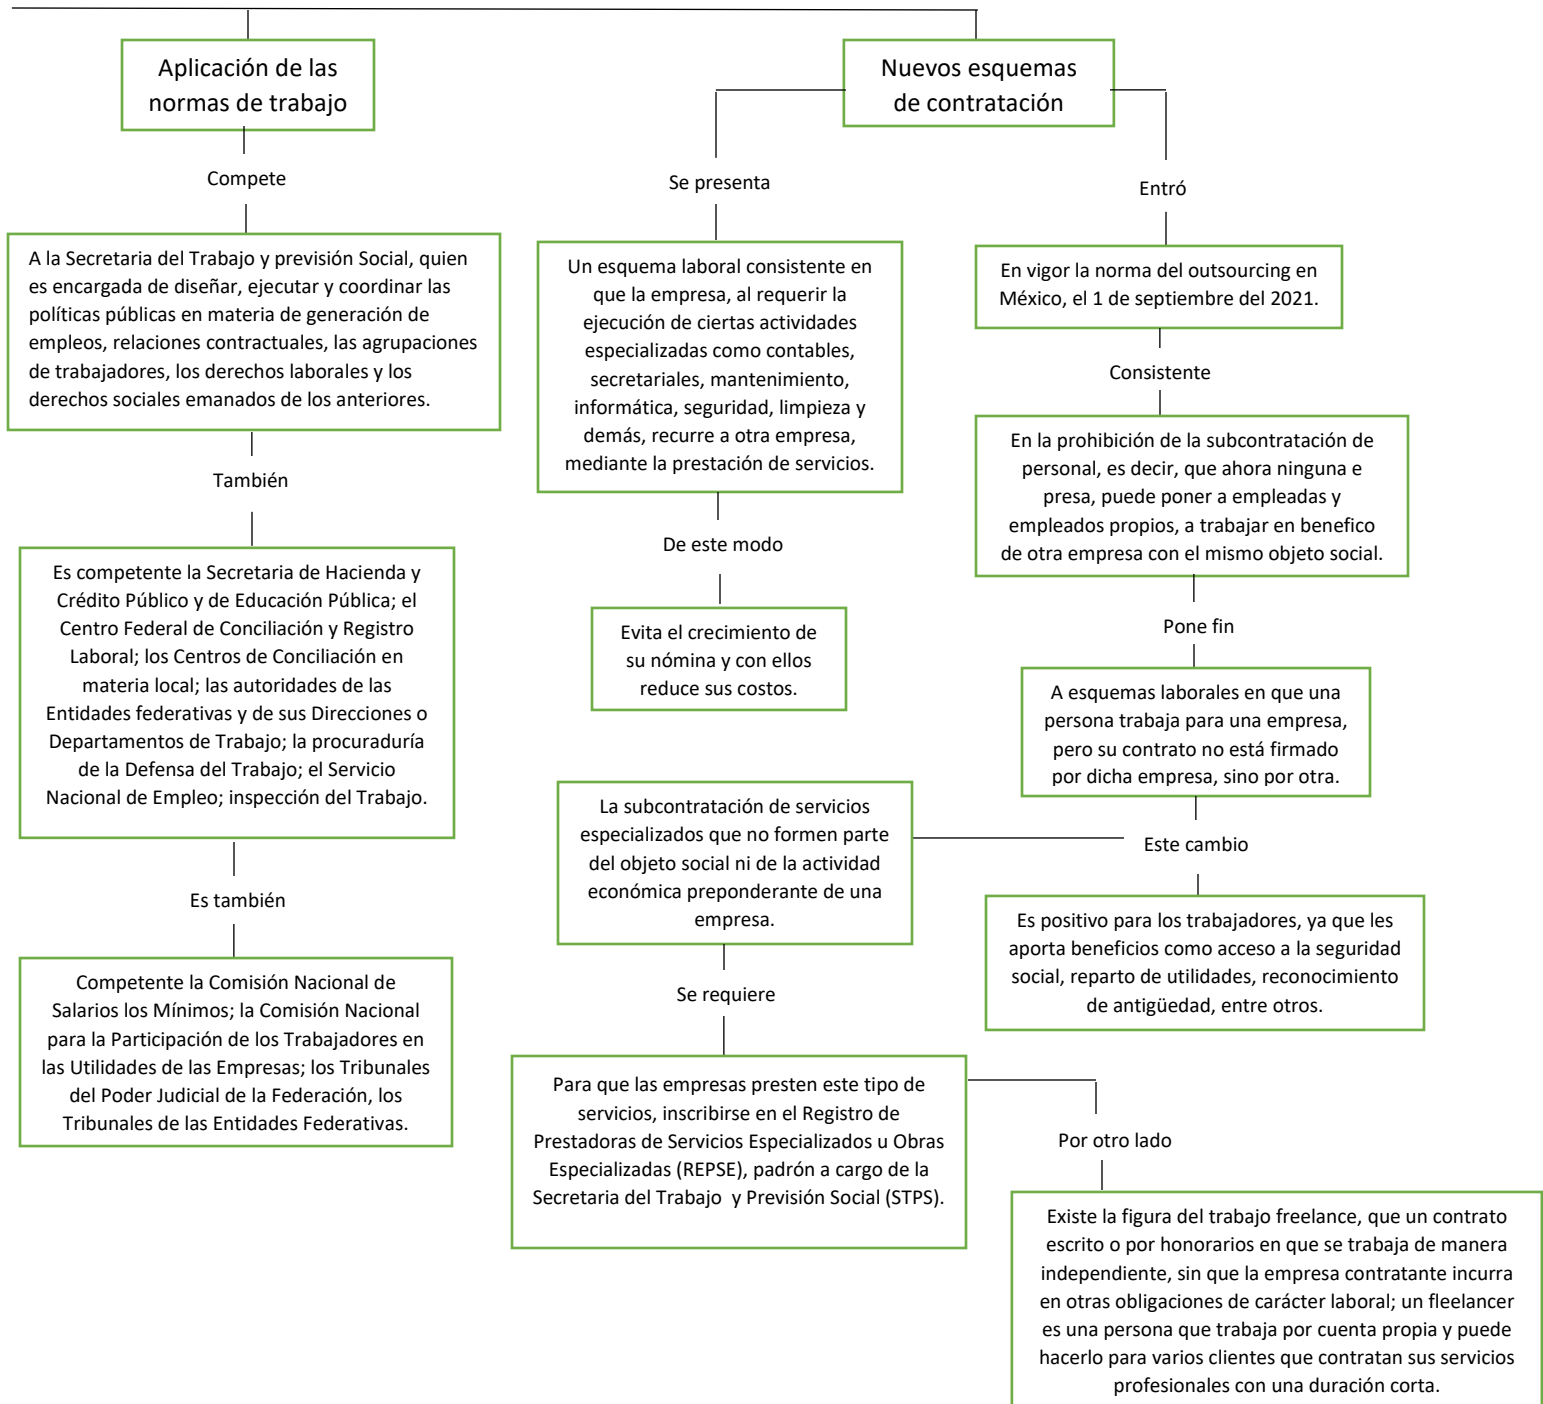 Aplicación de las
normas de trabajo
Compete
A la Secretaria del Trabajo y previsión Social, quien
es encargada de diseñar, ejecutar y coordinar las
políticas públicas en materia de generación de
empleos, relaciones contractuales, las agrupaciones
de trabajadores, los derechos laborales y los
derechos sociales emanados de los anteriores.
También
Es competente la Secretaria de Hacienda y
Crédito Público y de Educación Pública; el
Centro Federal de Conciliación y Registro
Laboral; los Centros de Conciliación en
materia local; las autoridades de las
Entidades federativas y de sus Direcciones o
Departamentos de Trabajo; la procuraduría
de la Defensa del Trabajo; el Servicio
Nacional de Empleo; inspección del Trabajo.
Es también
Competente la Comisión Nacional de
Salarios los Mínimos; la Comisión Nacional
para la Participación de los Trabajadores en
las Utilidades de las Empresas; los Tribunales
del Poder Judicial de la Federación, los
Tribunales de las Entidades Federativas.
Nuevos esquemas
de contratación
Se presenta
Un esquema laboral consistente en
que la empresa, al requerir la
ejecución de ciertas actividades
especializadas como contables,
secretariales, mantenimiento,
informática, seguridad, limpieza y
demás, recurre a otra empresa,
mediante la prestación de servicios.
De este modo
Evita el crecimiento de
su nómina y con ellos
reduce sus costos.
Entró
En vigor la norma del outsourcing en
México, el 1 de septiembre del 2021.
Consistente
En la prohibición de la subcontratación de
personal, es decir, que ahora ninguna e
presa, puede poner a empleadas y
empleados propios, a trabajar en benefico
de otra empresa con el mismo objeto social.
Pone fin
A esquemas laborales en que una
persona trabaja para una empresa,
pero su contrato no está firmado
por dicha empresa, sino por otra.
Este cambio
Es positivo para los trabajadores, ya que les
aporta beneficios como acceso a la seguridad
social, reparto de utilidades, reconocimiento
de antigüedad, entre otros.
La subcontratación de servicios
especializados que no formen parte
del objeto social ni de la actividad
económica preponderante de una
empresa.
Se requiere
Para que las empresas presten este tipo de
servicios, inscribirse en el Registro de
Prestadoras de Servicios Especializados u Obras
Especializadas (REPSE), padrón a cargo de la
Secretaria del Trabajo y Previsión Social (STPS).
Por otro lado
Existe la figura del trabajo freelance, que un contrato
escrito o por honorarios en que se trabaja de manera
independiente, sin que la empresa contratante incurra
en otras obligaciones de carácter laboral; un fleelancer
es una persona que trabaja por cuenta propia y puede
hacerlo para varios clientes que contratan sus servicios
profesionales con una duración corta.